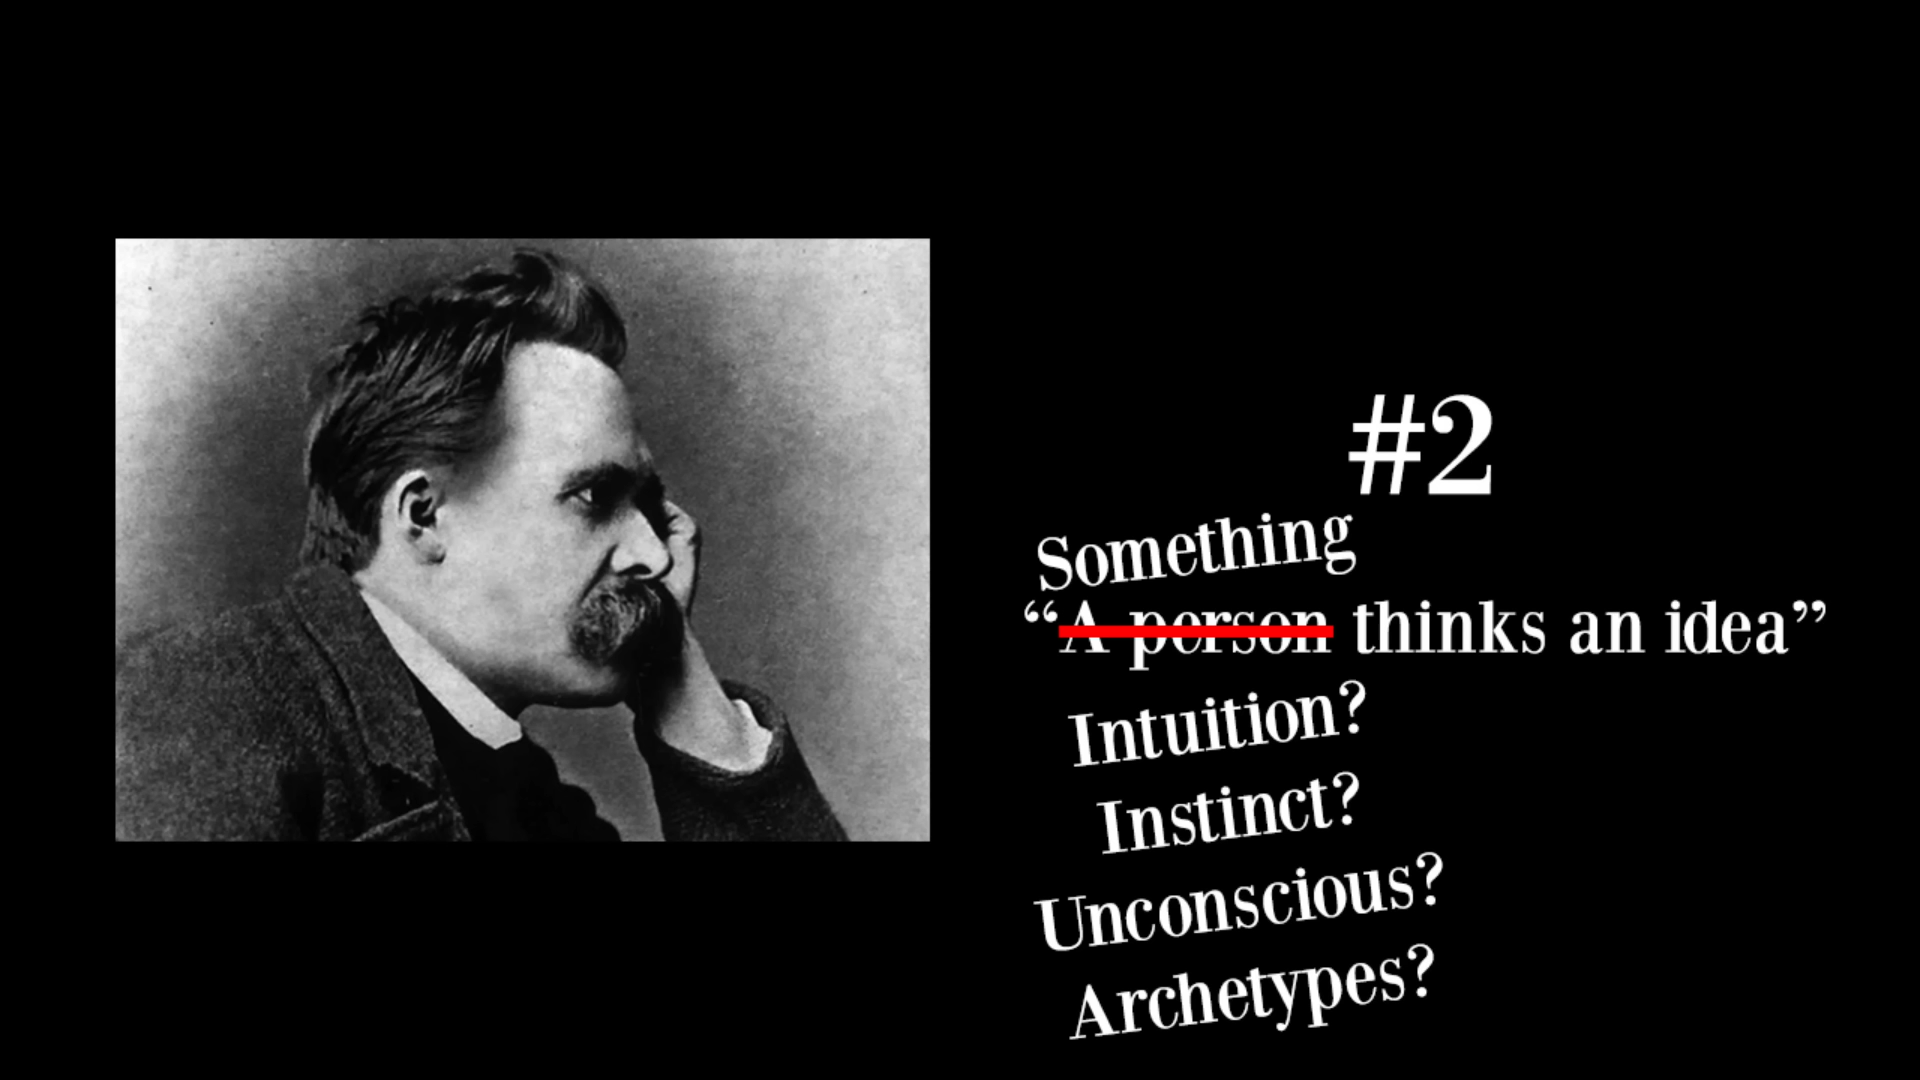 #2
Something
“A person thinks an idea”
Intuition?
Instinct?
Unconscious?
Archetypes?